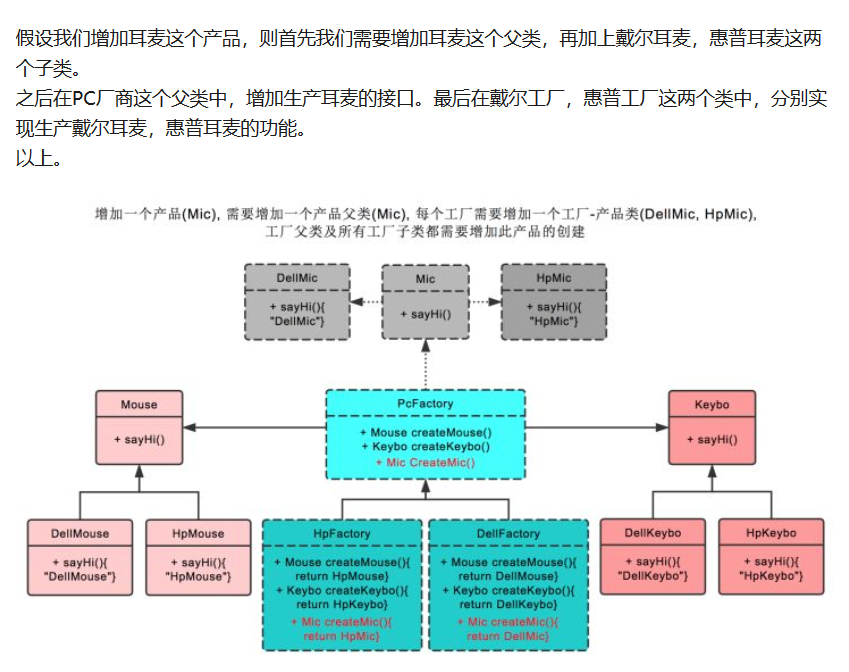 假设我们增加耳麦这个产品，则首先我们需要增加耳麦这个父类，再加上戴尔耳麦，惠普耳麦这两
个子类。
之后在PC厂商这个父类中，增加生产耳麦的接口。最后在戴尔工厂，惠普工厂这两个类中，分别实
现生产戴尔耳麦，惠普耳麦的功能。
以上。
增加一个产品(Mic), 需要增加一个产品父类(Mic), 每个工厂需要增加一个工厂-产品类(DellMic, HpMic),
工厂父类及所有工厂子类都需要增加此产品的创建
DellMic
+ sayHi(){
"DellMic"}
Mic
+ sayHi()
HpMic
+ sayHi(){
"HpMic"}
Mouse
+ sayHi()
PcFactory
+ Mouse createMouse()
+ Keybo createKeybo()
+ Mic CreateMic()
Keybo
+ sayHi()
DellMouse
+ sayHi(){
"DellMouse"}
HpMouse
+ sayHi(){
"HpMouse"}
HpFactory
+ Mouse createMouse(){
return HpMouse}
+ Keybo createKeybo(){
return HpKeybo}
+ Mic createMic(){
return HpMic}
DellFactory
+ Mouse createMouse(){
return DellMouse}
+ Keybo createKeybo(){
return DellKeybo}
+ Mic createMic(){
return DellMic}
DellKeybo
+ sayHi(){
"DellKeybo"}
HpKeybo
+ sayHi(){
"HpKeybo"}